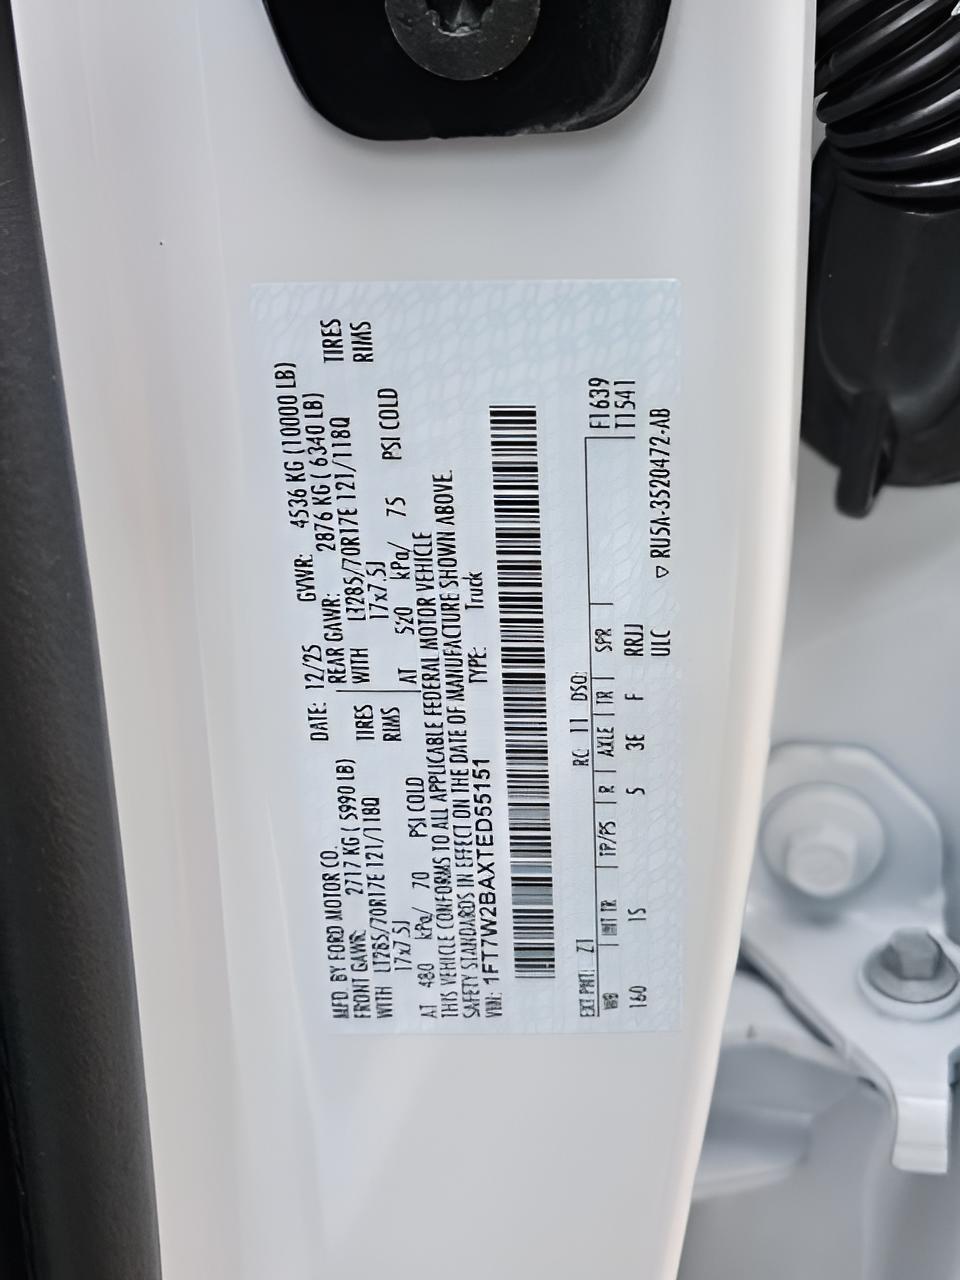 MFD. BY FORD MOTOR CO. DATE: 12/25 GVWR: 4536 KG (10000 LB)
FRONT GAWR: 2717 KG ( 5990 LB) REAR GAWR: 2876 KG ( 6340 LB)
WITH LT285/70R17E 121/118Q TIRES WITH LT285/70R17E 121/118Q TIRES
17x7.5J RIMS 17x7.5J RIMS
AT 480 kPa/ 70 PSI COLD AT 520 kPa/ 75 PSI COLD
THIS VEHICLE CONFORMS TO ALL APPLICABLE FEDERAL MOTOR VEHICLE
SAFETY STANDARDS IN EFFECT ON THE DATE OF MANUFACTURE SHOWN ABOVE.
VIN: 1FT7W2BAXTED55151 TYPE: Truck
EXT PNT: Z1 RC: 11 DSO: F1639
WB INT TR TP/PS R AXLE TR SPR T1541
160 1S 5 3E F RRJJ
ULC ▽ RU5A-3520472-AB